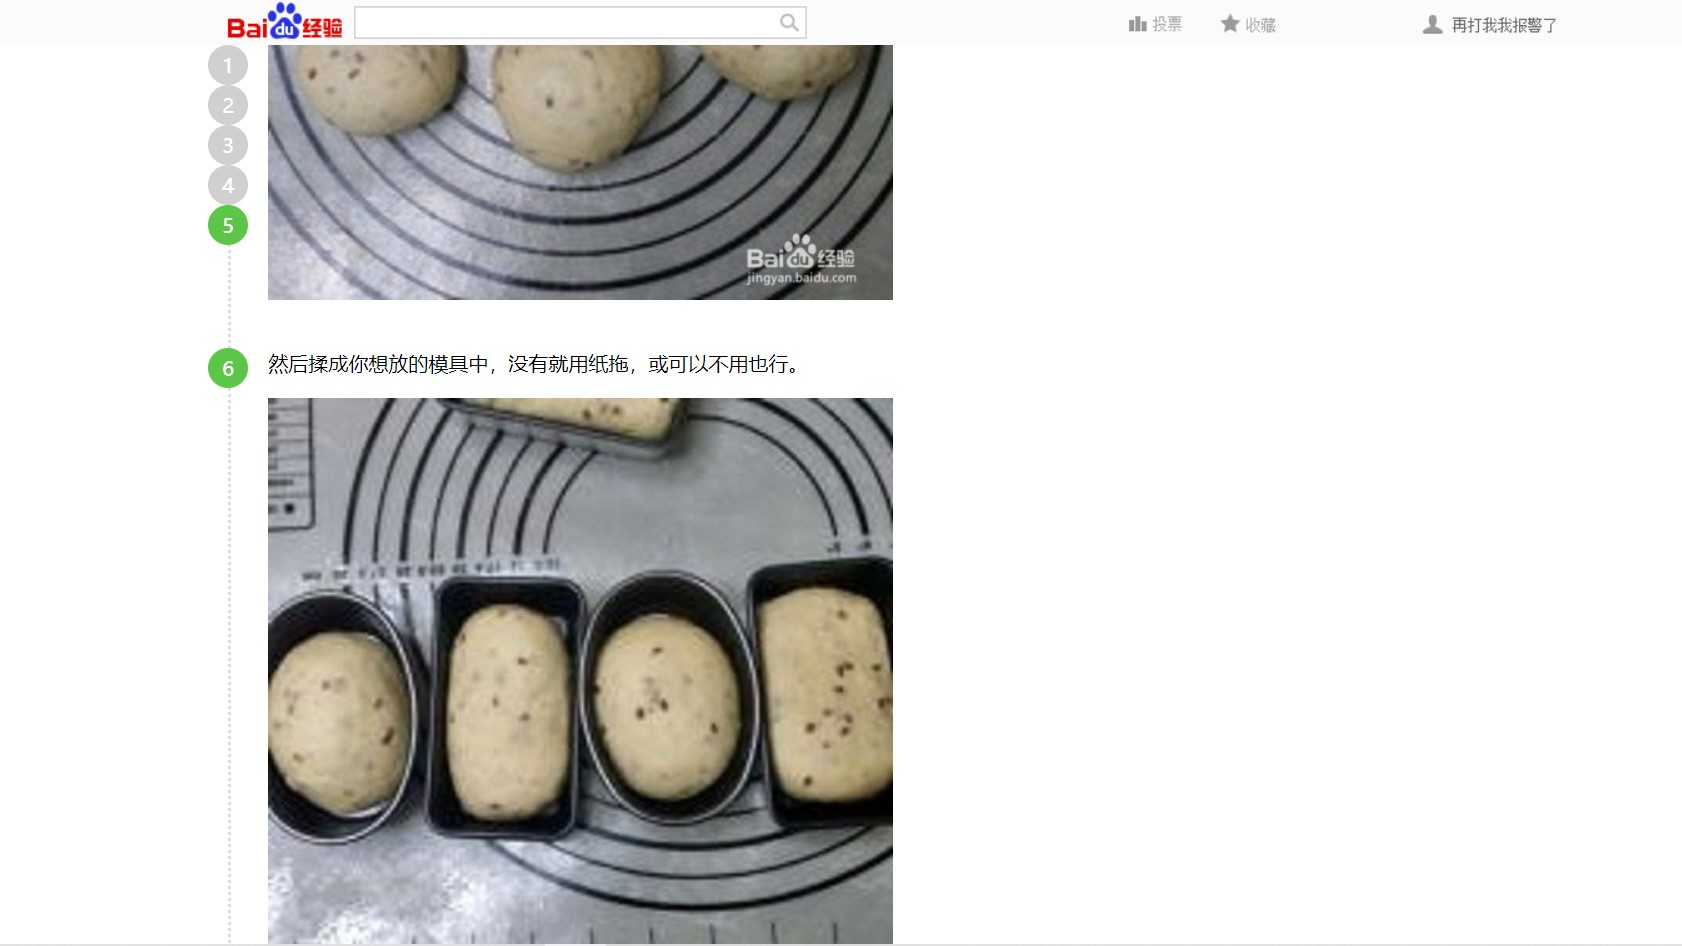 Bai du 经验
投票
收藏
再打我我报警了
1
2
3
4
5
Bai du 经验
jingyan.baidu.com
6
然后揉成你想放的模具中，没有就用纸拖，或可以不用也行。